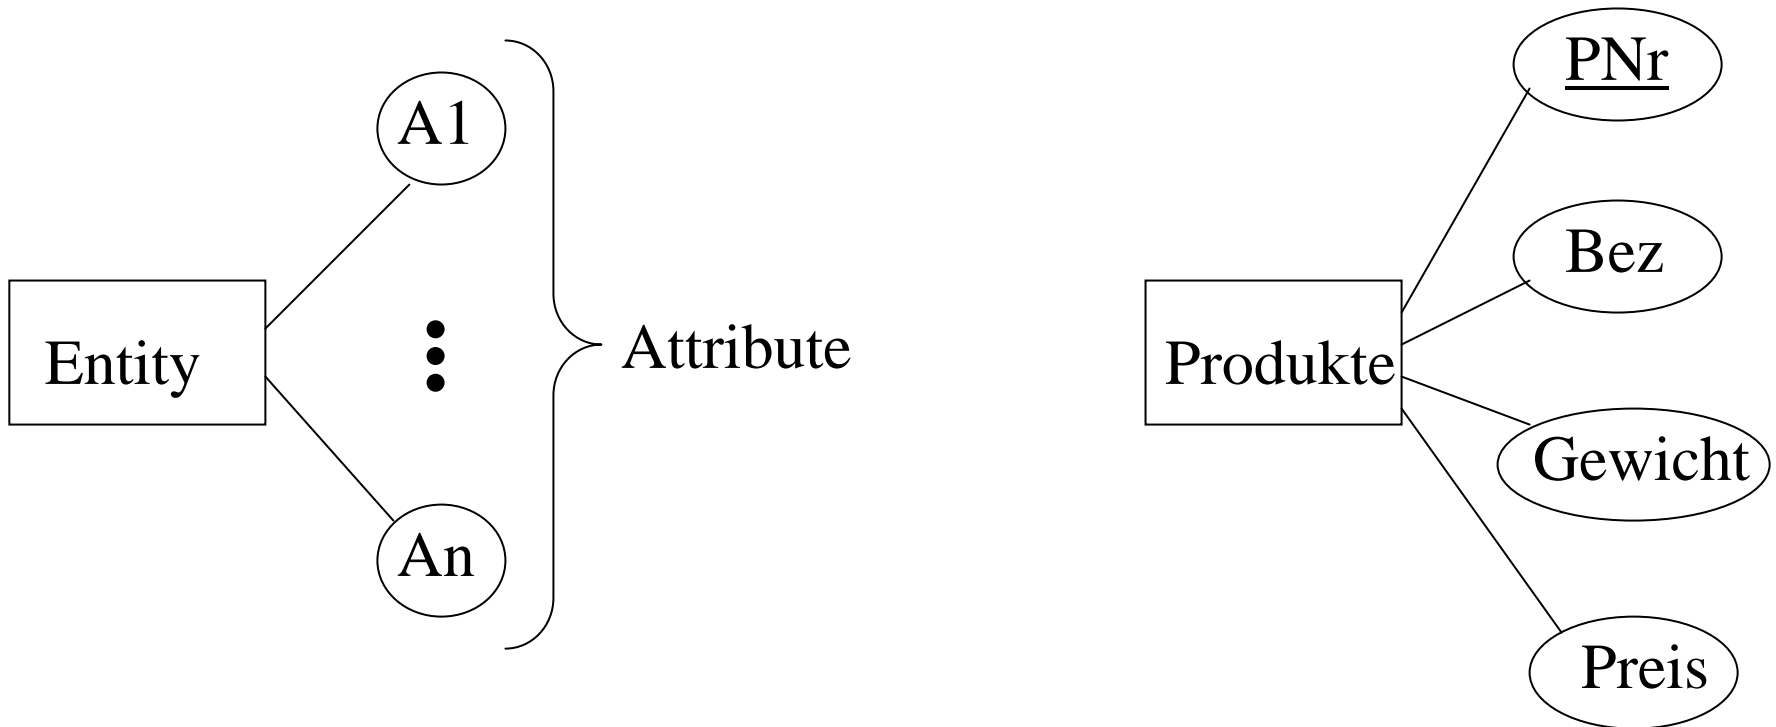 A1
Entity
An
Attribute
PNr
Bez
Produkte
Gewicht
Preis